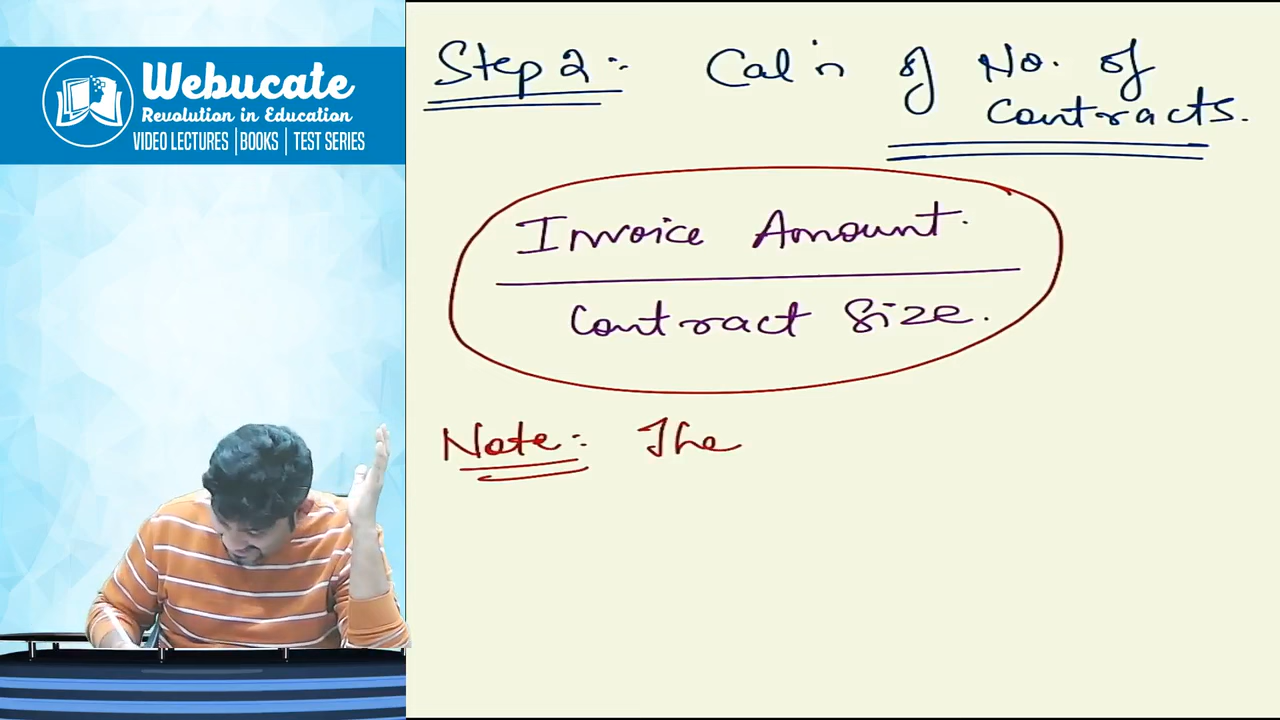 Webucate
Revolution in Education
VIDEO LECTURES | BOOKS | TEST SERIES
Step 2:- Cal'n of No. of
Contracts.
Invoice Amount.
Contract Size.
Note:- The